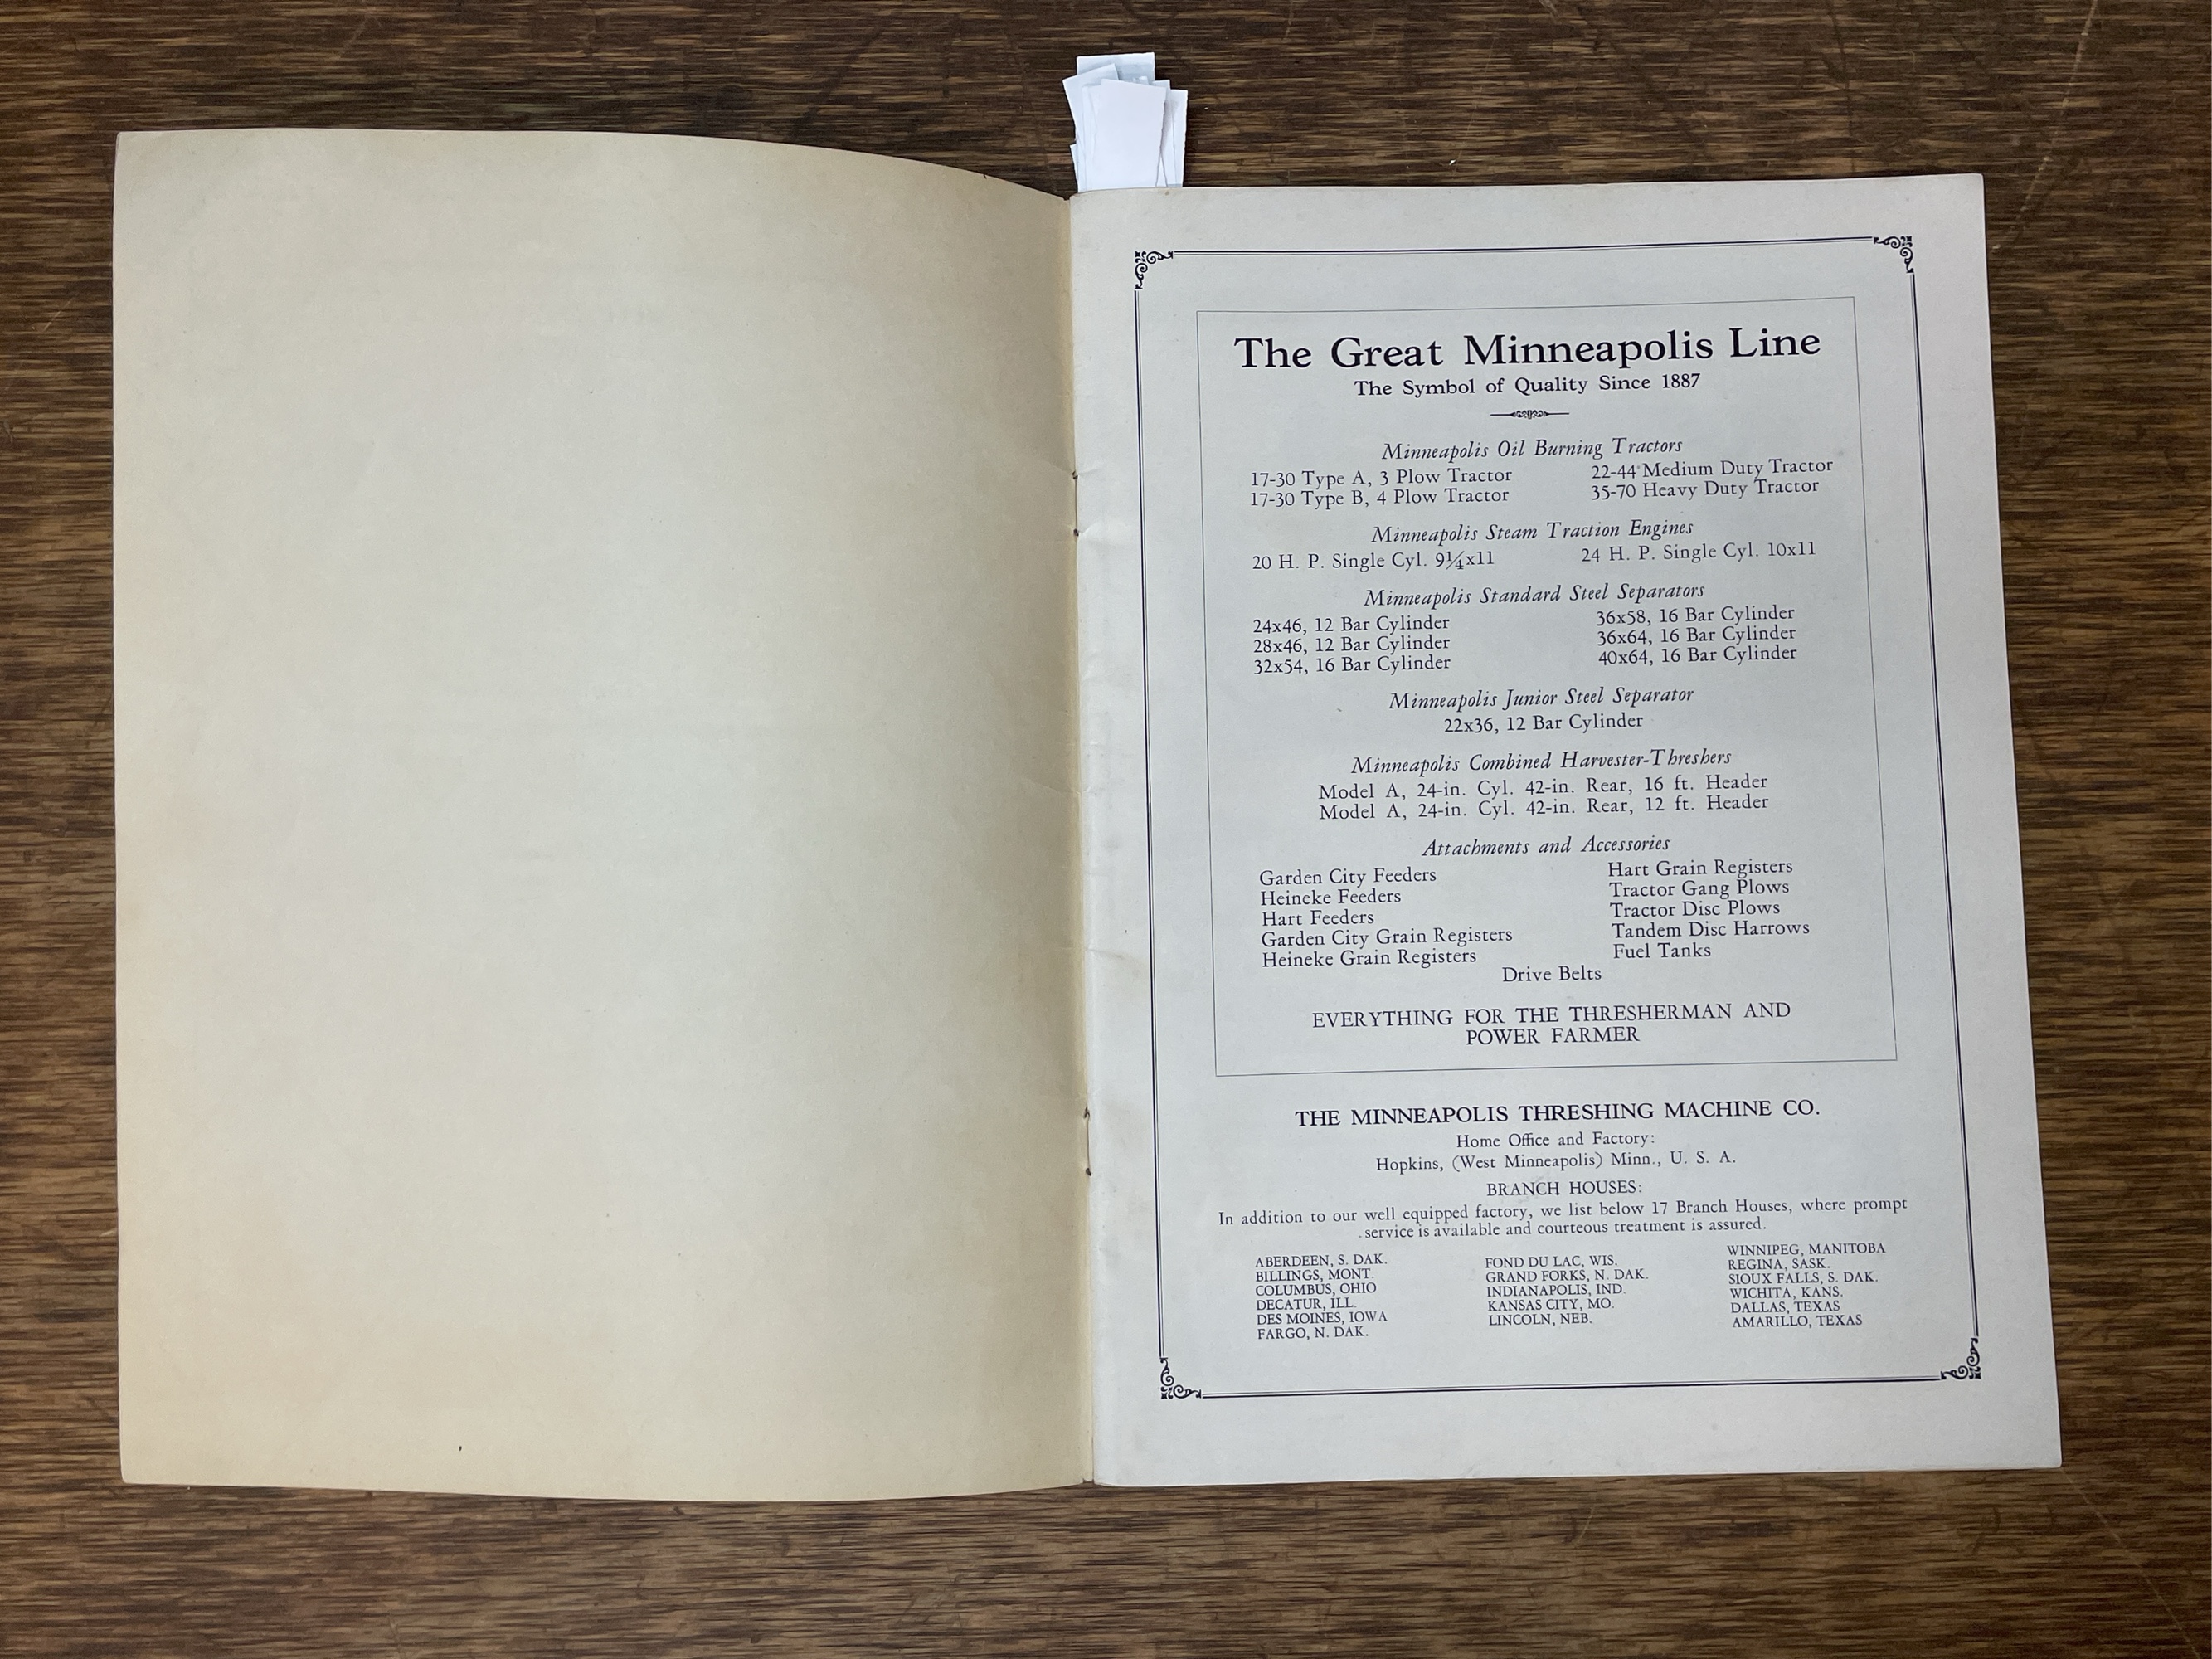 The Great Minneapolis Line
The Symbol of Quality Since 1887
Minneapolis Oil Burning Tractors
17-30 Type A, 3 Plow Tractor
17-30 Type B, 4 Plow Tractor
22-44 Medium Duty Tractor
35-70 Heavy Duty Tractor
Minneapolis Steam Traction Engines
20 H. P. Single Cyl. 9¼x11
24 H. P. Single Cyl. 10x11
Minneapolis Standard Steel Separators
24x46, 12 Bar Cylinder
28x46, 12 Bar Cylinder
32x54, 16 Bar Cylinder
36x58, 16 Bar Cylinder
36x64, 16 Bar Cylinder
40x64, 16 Bar Cylinder
Minneapolis Junior Steel Separator
22x36, 12 Bar Cylinder
Minneapolis Combined Harvester-Threshers
Model A, 24-in. Cyl. 42-in. Rear, 16 ft. Header
Model A, 24-in. Cyl. 42-in. Rear, 12 ft. Header
Attachments and Accessories
Garden City Feeders
Heineke Feeders
Hart Feeders
Garden City Grain Registers
Heineke Grain Registers
Hart Grain Registers
Tractor Gang Plows
Tractor Disc Plows
Tandem Disc Harrows
Fuel Tanks
Drive Belts
EVERYTHING FOR THE THRESHERMAN AND
POWER FARMER
THE MINNEAPOLIS THRESHING MACHINE CO.
Home Office and Factory:
Hopkins, (West Minneapolis) Minn., U. S. A.
BRANCH HOUSES:
In addition to our well equipped factory, we list below 17 Branch Houses, where prompt
service is available and courteous treatment is assured.
ABERDEEN, S. DAK.
BILLINGS, MONT.
COLUMBUS, OHIO
DECATUR, ILL.
DES MOINES, IOWA
FARGO, N. DAK.
FOND DU LAC, WIS.
GRAND FORKS, N. DAK.
INDIANAPOLIS, IND.
KANSAS CITY, MO.
LINCOLN, NEB.
WINNIPEG, MANITOBA
REGINA, SASK.
SIOUX FALLS, S. DAK.
WICHITA, KANS.
DALLAS, TEXAS
AMARILLO, TEXAS